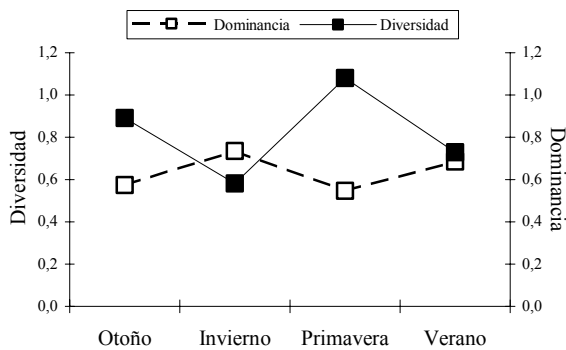 Dominancia Diversidad
1,2 1,2
1,0 1,0
0,8 0,8
0,6 0,6
0,4 0,4
0,2 0,2
0,0 0,0
Diversidad
Dominancia
Otoño Invierno Primavera Verano